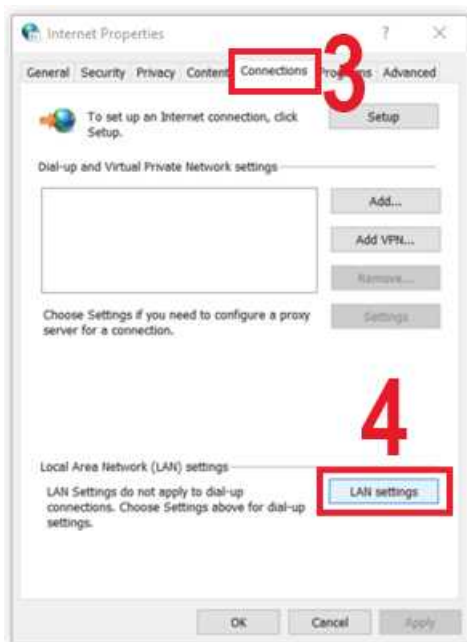 Internet Properties
?
General Security Privacy Content Connections Programs Advanced
3
To set up an Internet connection, click
Setup.
Setup
Dial-up and Virtual Private Network settings
Add...
Add VPN...
Remove...
Choose Settings if you need to configure a proxy
server for a connection.
Settings
4
Local Area Network (LAN) settings
LAN Settings do not apply to dial-up
connections. Choose Settings above for dial-up
settings.
LAN settings
OK Cancel Apply